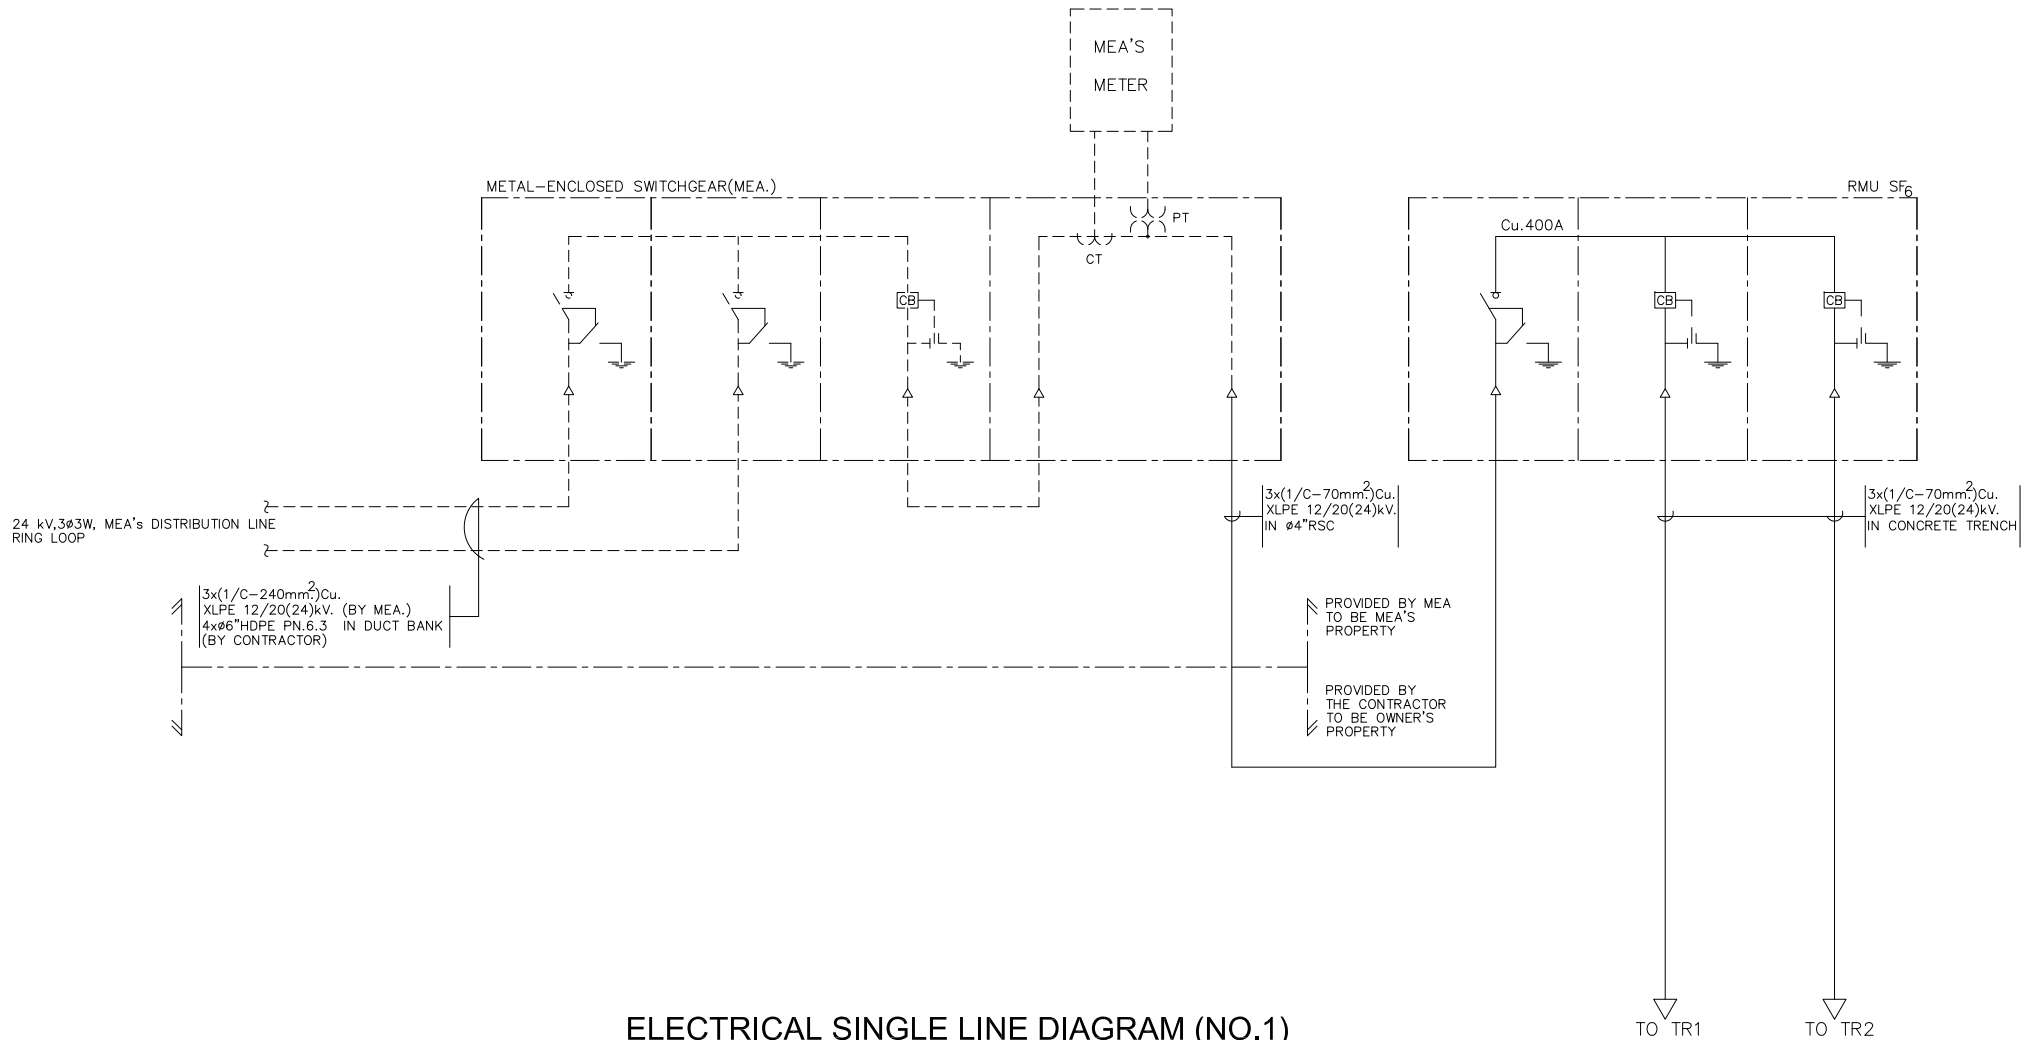 MEA'S
METER
METAL-ENCLOSED SWITCHGEAR(MEA.)
RMU SF6
PT
Cu.400A
CT
CB
CB
CB
3x(1/C-70mm.²)Cu.
XLPE 12/20(24)kV.
IN ø4"RSC
3x(1/C-70mm.²)Cu.
XLPE 12/20(24)kV.
IN CONCRETE TRENCH
24 kV,3ø3W, MEA's DISTRIBUTION LINE
RING LOOP
3x(1/C-240mm.²)Cu.
XLPE 12/20(24)kV. (BY MEA.)
4xø6"HDPE PN.6.3 IN DUCT BANK
(BY CONTRACTOR)
PROVIDED BY MEA
TO BE MEA'S
PROPERTY
PROVIDED BY
THE CONTRACTOR
TO BE OWNER'S
PROPERTY
ELECTRICAL SINGLE LINE DIAGRAM (NO.1)
TO TR1
TO TR2